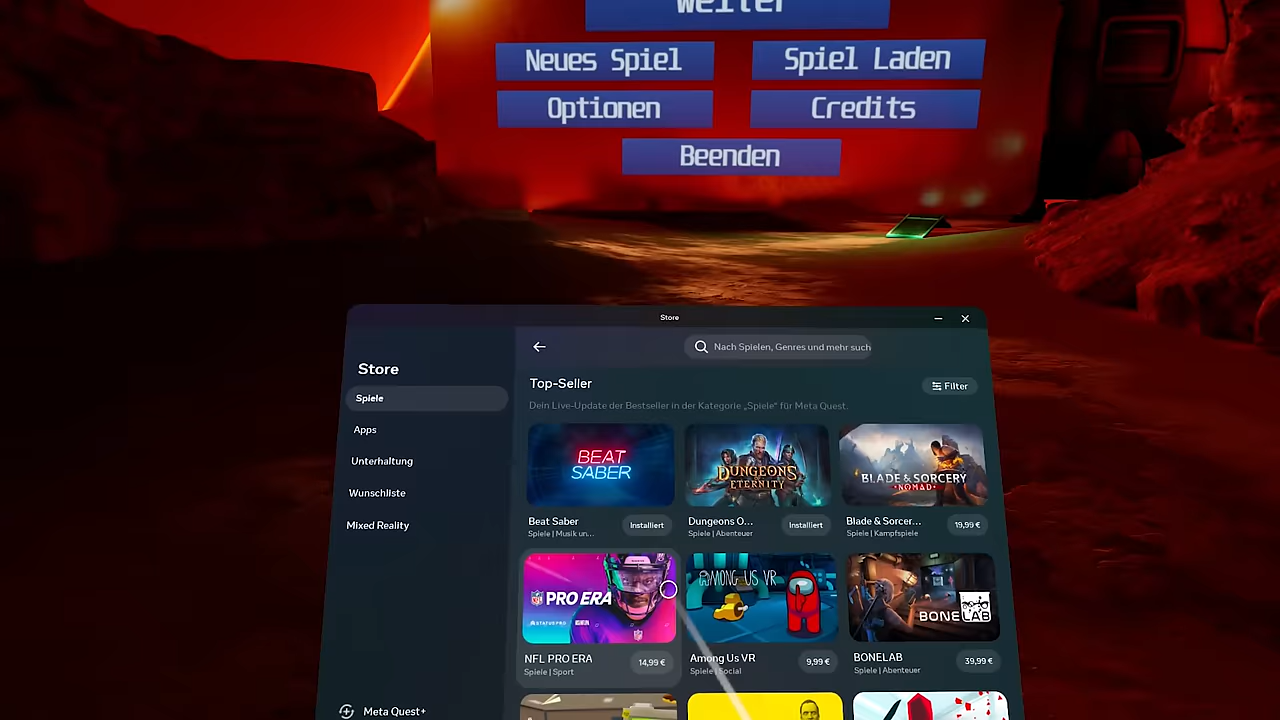 Weiter
Neues Spiel
Spiel Laden
Optionen
Credits
Beenden
Store
Store
Spiele
Apps
Unterhaltung
Wunschliste
Mixed Reality
Meta Quest+
Nach Spielen, Genres und mehr such
Top-Seller
Filter
Dein Live-Update der Bestseller in der Kategorie „Spiele“ für Meta Quest.
BEAT
SABER
DUNGEONS
OF
ETERNITY
BLADE & SORCERY
NOMAD
Beat Saber
Spiele | Musik un...
Installiert
Dungeons O...
Spiele | Abenteuer
Installiert
Blade & Sorcer...
Spiele | Kampfspiele
19,99 €
NFL PRO ERA
STATUSPRO
AMONG US VR
BONELAB
NFL PRO ERA
Spiele | Sport
14,99 €
Among Us VR
Spiele | Social
9,99 €
BONELAB
Spiele | Abenteuer
39,99 €